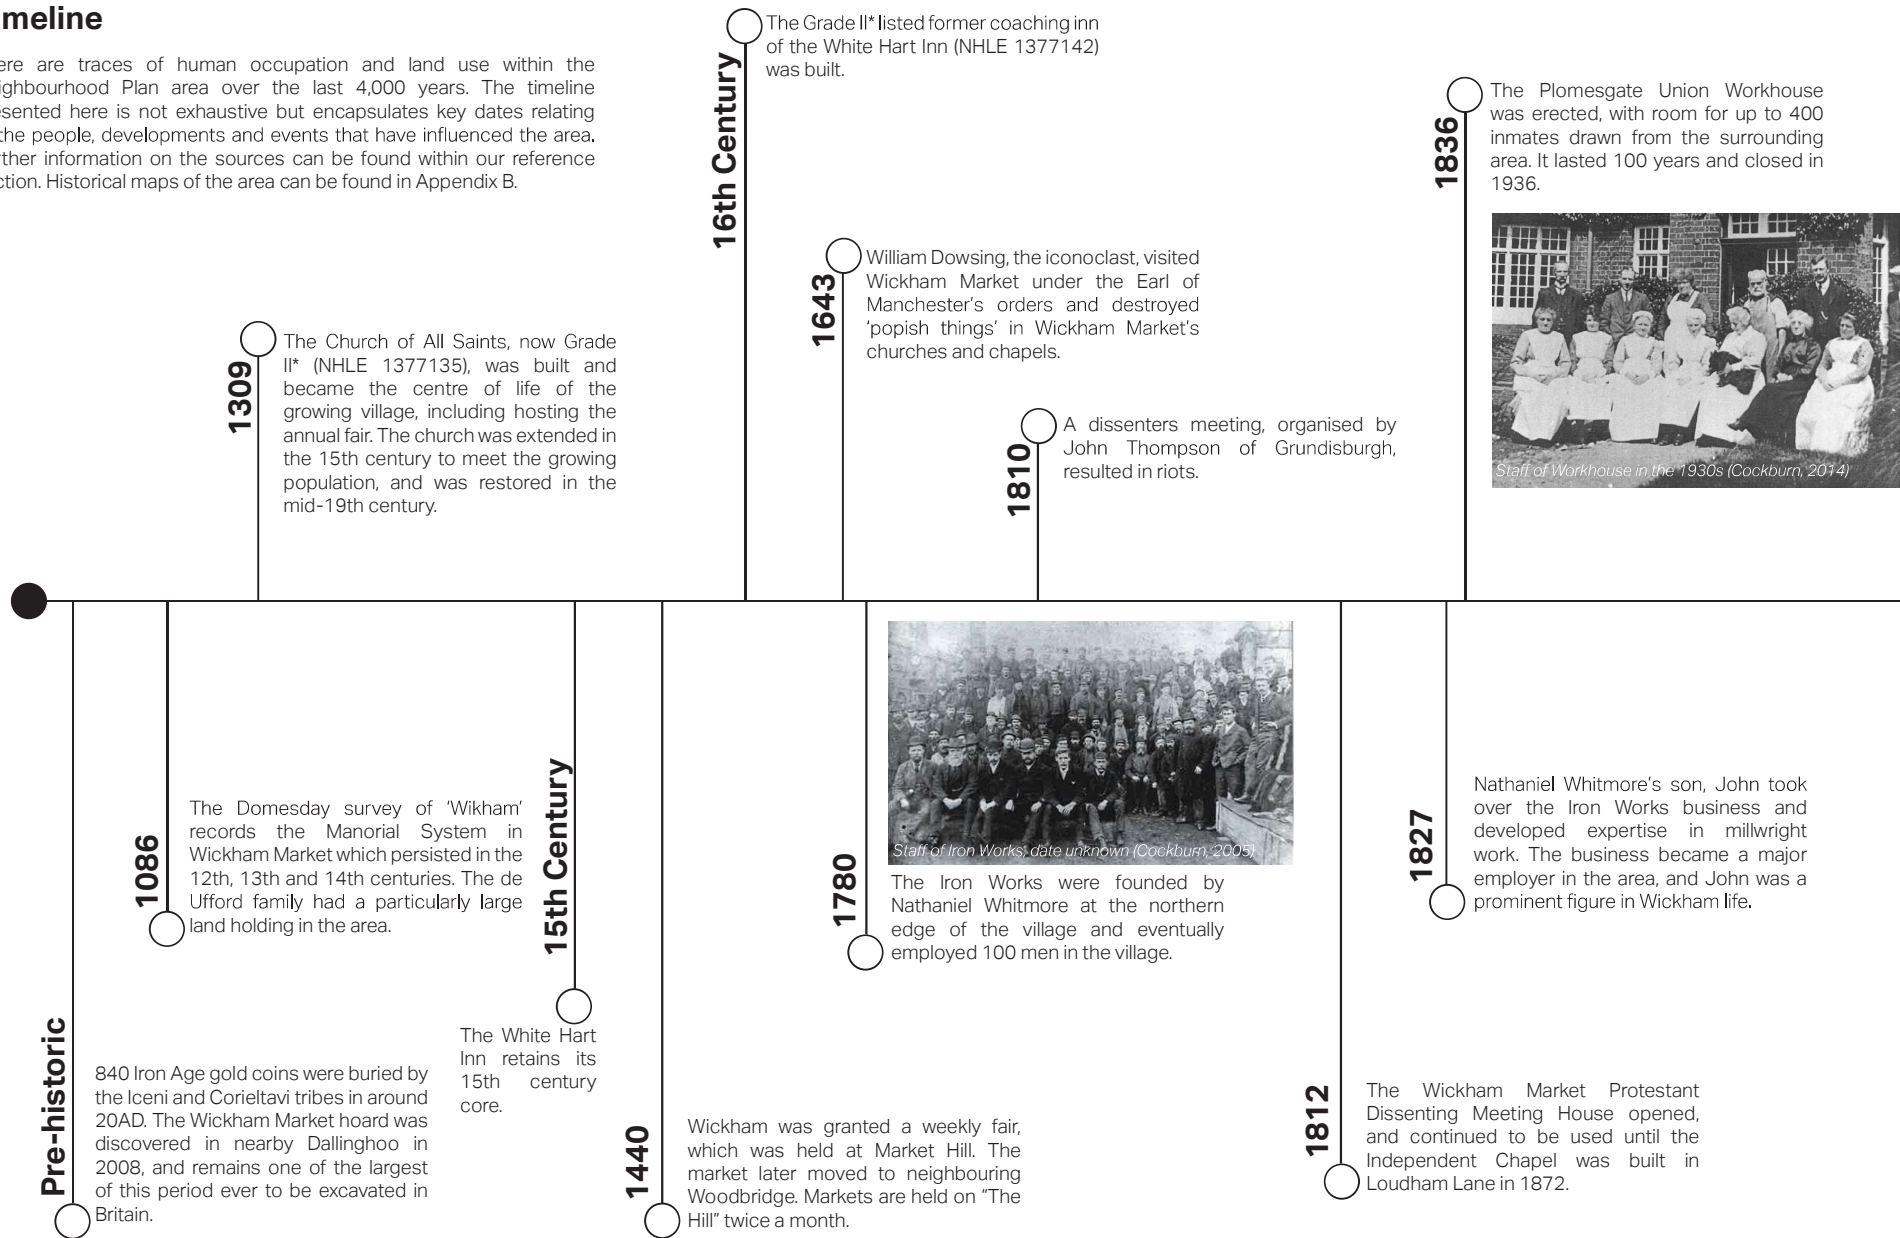 meline
ere are traces of human occupation and land use within the
ighbourhood Plan area over the last 4,000 years. The timeline
esented here is not exhaustive but encapsulates key dates relating
the people, developments and events that have influenced the area.
rther information on the sources can be found within our reference
ction. Historical maps of the area can be found in Appendix B.
Pre-historic
840 Iron Age gold coins were buried by
the Iceni and Corieltavi tribes in around
20AD. The Wickham Market hoard was
discovered in nearby Dallinghoo in
2008, and remains one of the largest
of this period ever to be excavated in
Britain.
1086
The Domesday survey of ‘Wikham’
records the Manorial System in
Wickham Market which persisted in the
12th, 13th and 14th centuries. The de
Ufford family had a particularly large
land holding in the area.
1309
The Church of All Saints, now Grade
II* (NHLE 1377135), was built and
became the centre of life of the
growing village, including hosting the
annual fair. The church was extended in
the 15th century to meet the growing
population, and was restored in the
mid-19th century.
15th Century
The White Hart
Inn retains its
15th century
core.
1440
Wickham was granted a weekly fair,
which was held at Market Hill. The
market later moved to neighbouring
Woodbridge. Markets are held on “The
Hill” twice a month.
16th Century
The Grade II* listed former coaching inn
of the White Hart Inn (NHLE 1377142)
was built.
1643
William Dowsing, the iconoclast, visited
Wickham Market under the Earl of
Manchester’s orders and destroyed
‘popish things’ in Wickham Market’s
churches and chapels.
1780
Staff of Iron Works, date unknown (Cockburn, 2005)
The Iron Works were founded by
Nathaniel Whitmore at the northern
edge of the village and eventually
employed 100 men in the village.
1810
A dissenters meeting, organised by
John Thompson of Grundisburgh,
resulted in riots.
1812
The Wickham Market Protestant
Dissenting Meeting House opened,
and continued to be used until the
Independent Chapel was built in
Loudham Lane in 1872.
1827
Nathaniel Whitmore’s son, John took
over the Iron Works business and
developed expertise in millwright
work. The business became a major
employer in the area, and John was a
prominent figure in Wickham life.
1836
The Plomesgate Union Workhouse
was erected, with room for up to 400
inmates drawn from the surrounding
area. It lasted 100 years and closed in
1936.
Staff of Workhouse in the 1930s (Cockburn, 2014)